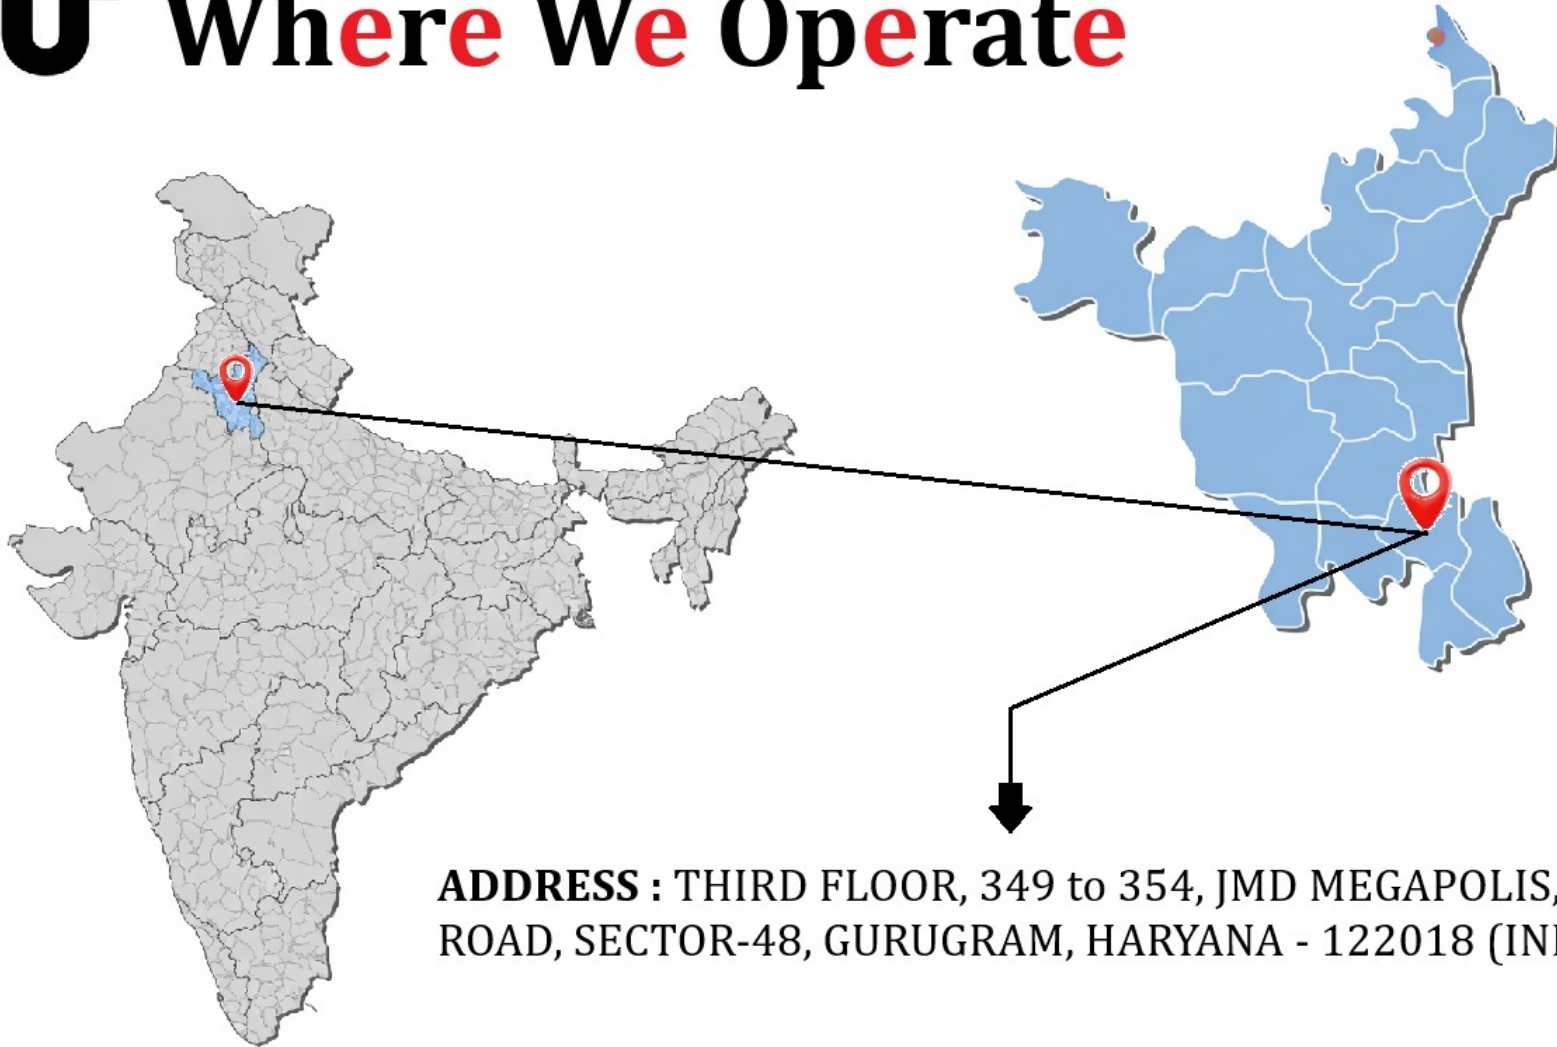 Where We Operate
ADDRESS : THIRD FLOOR, 349 to 354, JMD MEGAPOLIS,
ROAD, SECTOR-48, GURUGRAM, HARYANA - 122018